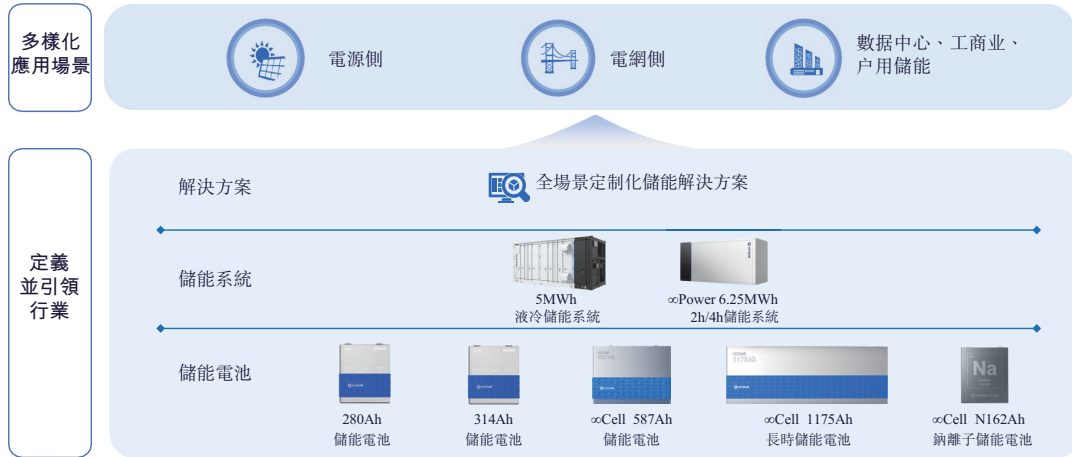 多樣化
應用場景
電源側
電網側
數据中心、工商业、
户用儲能
定義
並引領
行業
解決方案
全場景定制化儲能解決方案
儲能系統
5MWh
液冷儲能系統
∞Power 6.25MWh
2h/4h儲能系統
儲能電池
280Ah
儲能電池
314Ah
儲能電池
∞Cell 587Ah
儲能電池
1175Ah
∞Cell 1175Ah
長時儲能電池
Na
∞Cell N162Ah
鈉離子儲能電池